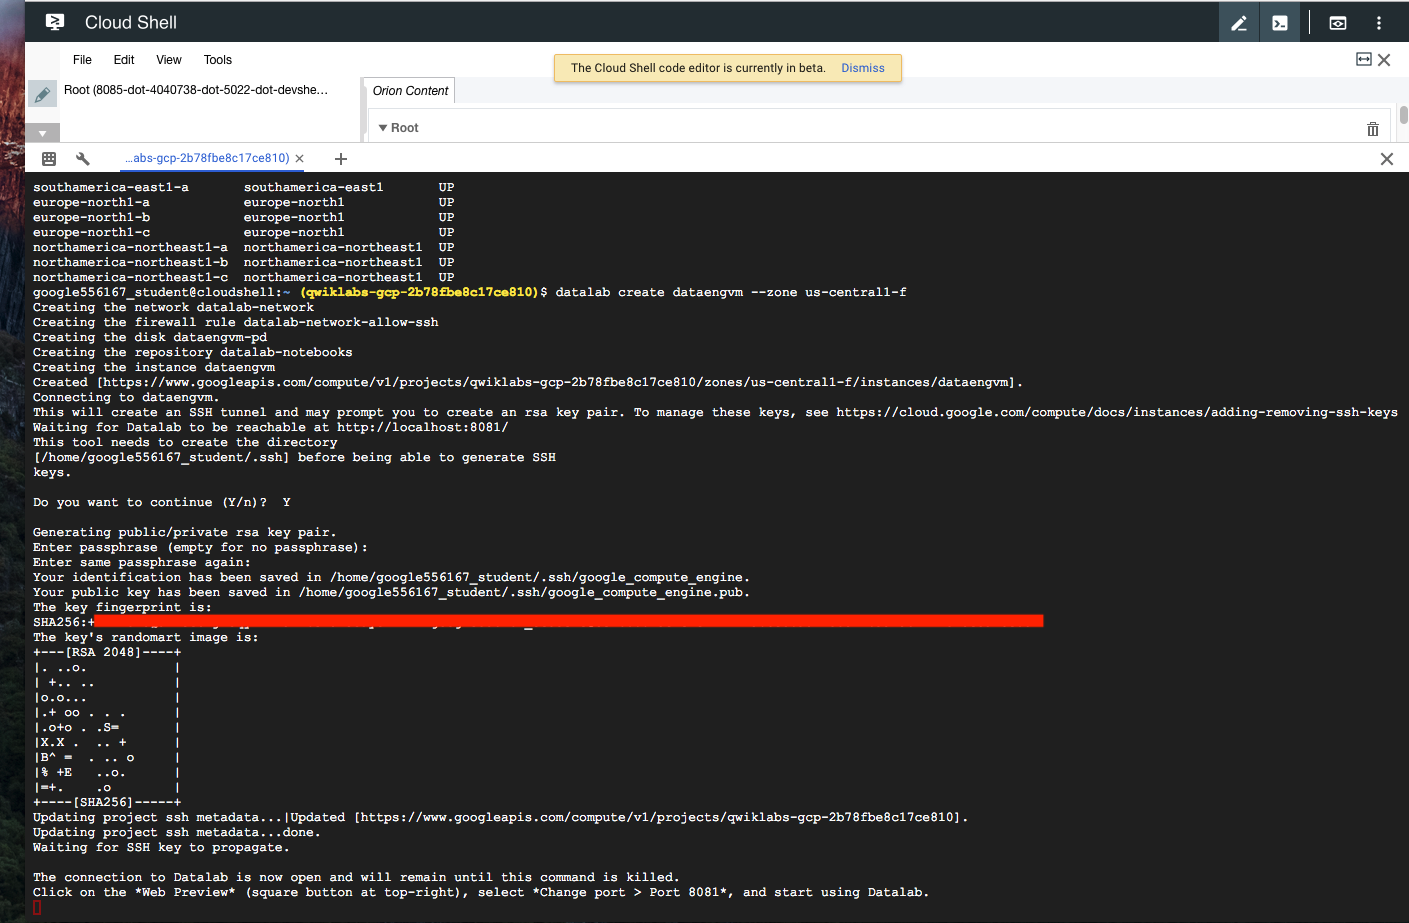 Cloud Shell
File Edit View Tools
The Cloud Shell code editor is currently in beta. Dismiss
Root (8085-dot-4040738-dot-5022-dot-devshe...
Orion Content
Root
...abs-gcp-2b78fbe8c17ce810)
southamerica-east1-a southamerica-east1 UP
europe-north1-a europe-north1 UP
europe-north1-b europe-north1 UP
europe-north1-c europe-north1 UP
northamerica-northeast1-a northamerica-northeast1 UP
northamerica-northeast1-b northamerica-northeast1 UP
northamerica-northeast1-c northamerica-northeast1 UP
google556167_student@cloudshell:~ (qwiklabs-gcp-2b78fbe8c17ce810)$ datalab create dataengvm --zone us-central1-f
Creating the network datalab-network
Creating the firewall rule datalab-network-allow-ssh
Creating the disk dataengvm-pd
Creating the repository datalab-notebooks
Creating the instance dataengvm
Created [https://www.googleapis.com/compute/v1/projects/qwiklabs-gcp-2b78fbe8c17ce810/zones/us-central1-f/instances/dataengvm].
Connecting to dataengvm.
This will create an SSH tunnel and may prompt you to create an rsa key pair. To manage these keys, see https://cloud.google.com/compute/docs/instances/adding-removing-ssh-keys
Waiting for Datalab to be reachable at http://localhost:8081/
This tool needs to create the directory
[/home/google556167_student/.ssh] before being able to generate SSH
keys.
Do you want to continue (Y/n)?  Y
Generating public/private rsa key pair.
Enter passphrase (empty for no passphrase):
Enter same passphrase again:
Your identification has been saved in /home/google556167_student/.ssh/google_compute_engine.
Your public key has been saved in /home/google556167_student/.ssh/google_compute_engine.pub.
The key fingerprint is:
SHA256:+
The key's randomart image is:
+---[RSA 2048]----+
|. ..o.           |
| +.. ..          |
|o.o...           |
|.+ oo . . .      |
|.o+o . .S=       |
|X.X .  .. +      |
|B^ =  . .. o     |
|% +E   ..o.      |
|=+.    .o        |
+----[SHA256]-----+
Updating project ssh metadata...|Updated [https://www.googleapis.com/compute/v1/projects/qwiklabs-gcp-2b78fbe8c17ce810].
Updating project ssh metadata...done.
Waiting for SSH key to propagate.
The connection to Datalab is now open and will remain until this command is killed.
Click on the *Web Preview* (square button at top-right), select *Change port > Port 8081*, and start using Datalab.